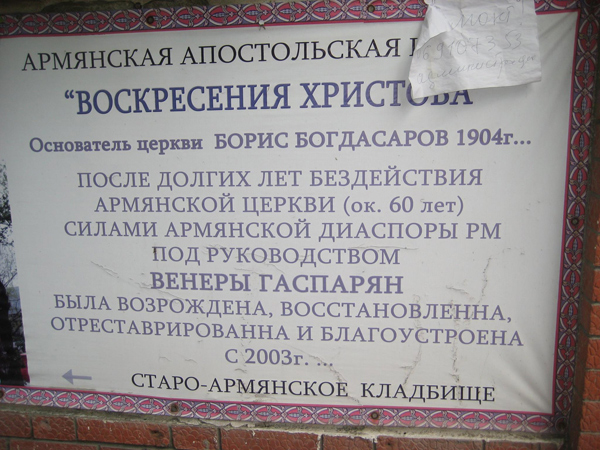 АРМЯНСКАЯ АПОСТОЛЬСКАЯ
“ВОСКРЕСЕНИЯ ХРИСТОВА
Основатель церкви БОРИС БОГДАСАРОВ 1904г...
ПОСЛЕ ДОЛГИХ ЛЕТ БЕЗДЕЙСТВИЯ
АРМЯНСКОЙ ЦЕРКВИ (ок. 60 лет)
СИЛАМИ АРМЯНСКОЙ ДИАСПОРЫ РМ
ПОД РУКОВОДСТВОМ
ВЕНЕРЫ ГАСПАРЯН
БЫЛА ВОЗРОЖДЕНА, ВОССТАНОВЛЕННА,
ОТРЕСТАВРИРОВАННА И БЛАГОУСТРОЕНА
С 2003г. ...
СТАРО-АРМЯНСКОЕ КЛАДБИЩЕ